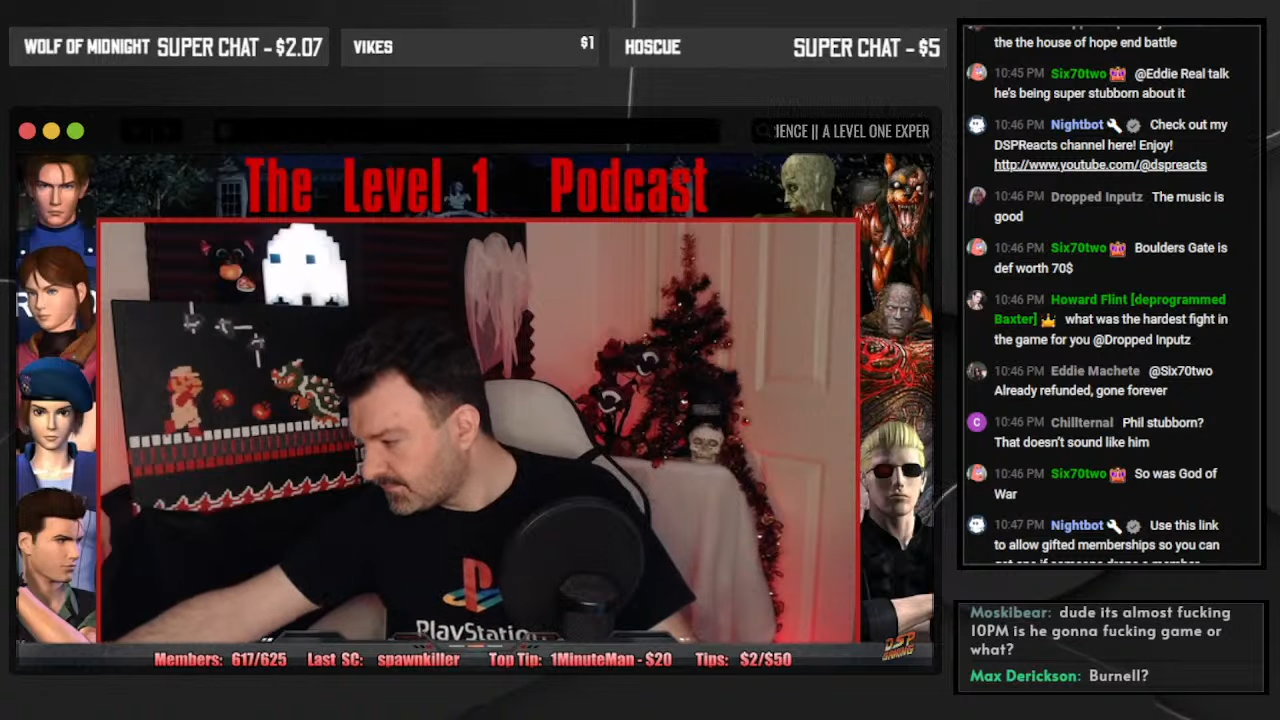 WOLF OF MIDNIGHT SUPER CHAT - $2.07
VIKES $1
HOSCUE SUPER CHAT - $5
IENCE || A LEVEL ONE EXPER
The Level 1 Podcast
PlayStation
Members: 617/625 Last SC: spawnkiller Top Tip: 1MinuteMan - $20 Tips: $2/$50
DSP
GAMING
the the house of hope end battle
10:45 PM Six70two @Eddie Real talk
he's being super stubborn about it
10:46 PM Nightbot Check out my
DSPReacts channel here! Enjoy!
http://www.youtube.com/@dspreacts
10:46 PM Dropped Inputz The music is
good
10:46 PM Six70two Boulders Gate is
def worth 70$
10:46 PM Howard Flint [deprogrammed
Baxter] what was the hardest fight in
the game for you @Dropped Inputz
10:46 PM Eddie Machete @Six70two
Already refunded, gone forever
10:46 PM Chillternal Phil stubborn?
That doesn't sound like him
10:46 PM Six70two So was God of
War
10:47 PM Nightbot Use this link
to allow gifted memberships so you can
get one if someone drops a member
Moskibear: dude its almost fucking
10PM is he gonna fucking game or
what?
Max Derickson: Burnell?